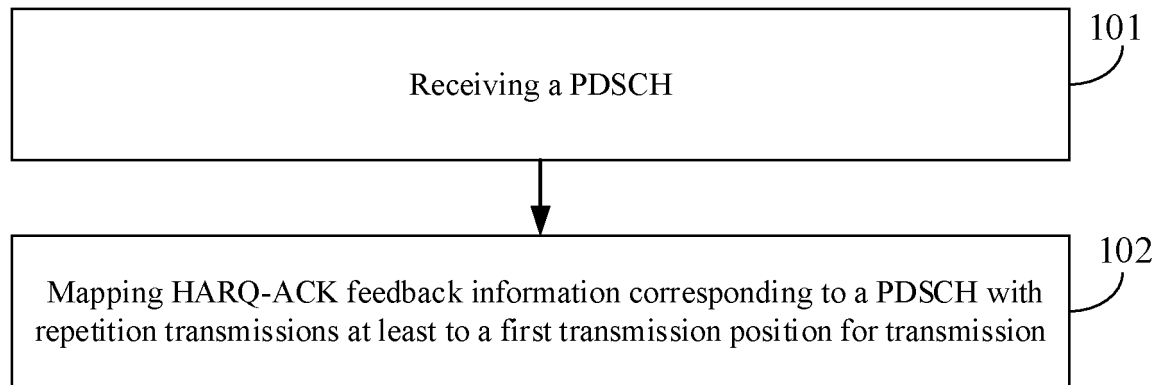 101
Receiving a PDSCH
102
Mapping HARQ-ACK feedback information corresponding to a PDSCH with
repetition transmissions at least to a first transmission position for transmission